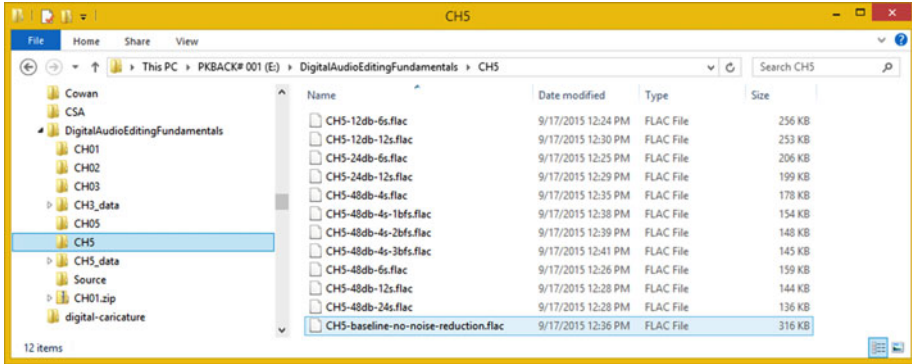 CH5
File Home Share View
This PC PKBACK# 001 (E:) DigitalAudioEditingFundamentals CH5 Search CH5
Cowan
CSA
DigitalAudioEditingFundamentals
CH01
CH02
CH03
CH3_data
CH05
CH5
CH5_data
Source
CH01.zip
digital-caricature
Name Date modified Type Size
CH5-12db-6s.flac 9/17/2015 12:24 PM FLAC File 256 KB
CH5-12db-12s.flac 9/17/2015 12:30 PM FLAC File 253 KB
CH5-24db-6s.flac 9/17/2015 12:25 PM FLAC File 206 KB
CH5-24db-12s.flac 9/17/2015 12:29 PM FLAC File 199 KB
CH5-48db-4s.flac 9/17/2015 12:35 PM FLAC File 178 KB
CH5-48db-4s-1bfs.flac 9/17/2015 12:38 PM FLAC File 154 KB
CH5-48db-4s-2bfs.flac 9/17/2015 12:39 PM FLAC File 148 KB
CH5-48db-4s-3bfs.flac 9/17/2015 12:41 PM FLAC File 145 KB
CH5-48db-6s.flac 9/17/2015 12:26 PM FLAC File 159 KB
CH5-48db-12s.flac 9/17/2015 12:28 PM FLAC File 144 KB
CH5-48db-24s.flac 9/17/2015 12:28 PM FLAC File 136 KB
CH5-baseline-no-noise-reduction.flac 9/17/2015 12:36 PM FLAC File 316 KB
12 items